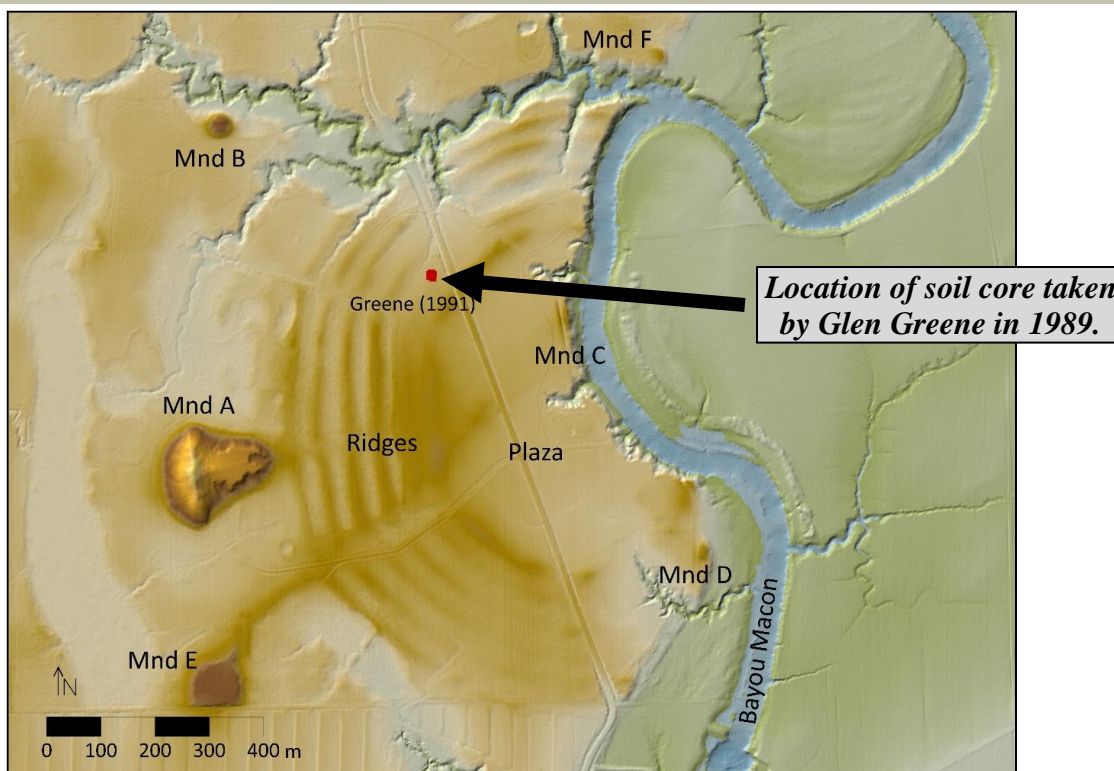 Mnd F
Mnd B
Greene (1991)
Location of soil core taken
by Glen Greene in 1989.
Mnd C
Mnd A
Ridges
Plaza
Mnd D
Mnd E
Bayou Macon
N
0 100 200 300 400 m